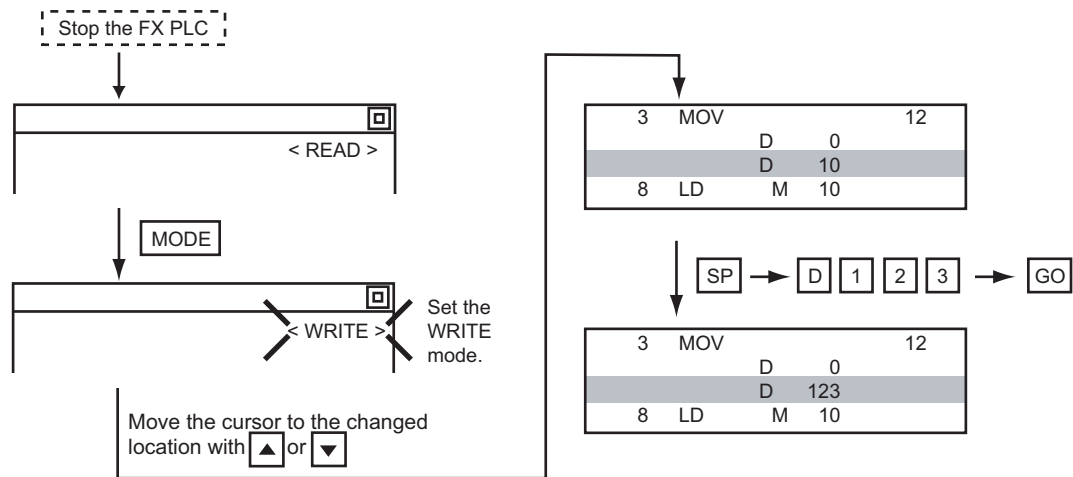 Stop the FX PLC
< READ >
MODE
< WRITE >
Set the
WRITE
mode.
Move the cursor to the changed
location with ▲ or ▼
3 MOV 12
D 0
D 10
8 LD M 10
SP D 1 2 3 GO
3 MOV 12
D 0
D 123
8 LD M 10